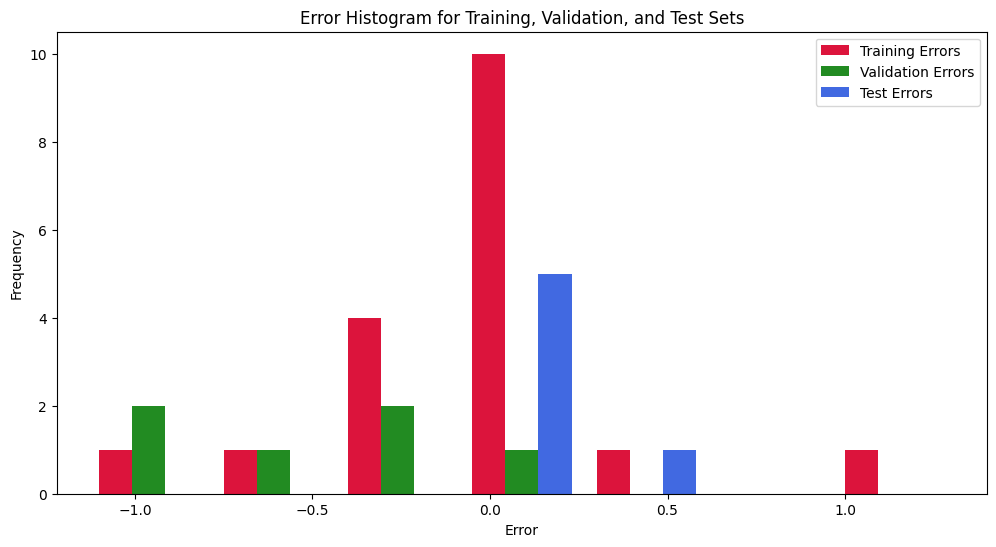 Error Histogram for Training, Validation, and Test Sets
Training Errors
Validation Errors
Test Errors
10
8
6
4
2
0
Frequency
−1.0
−0.5
0.0
0.5
1.0
Error